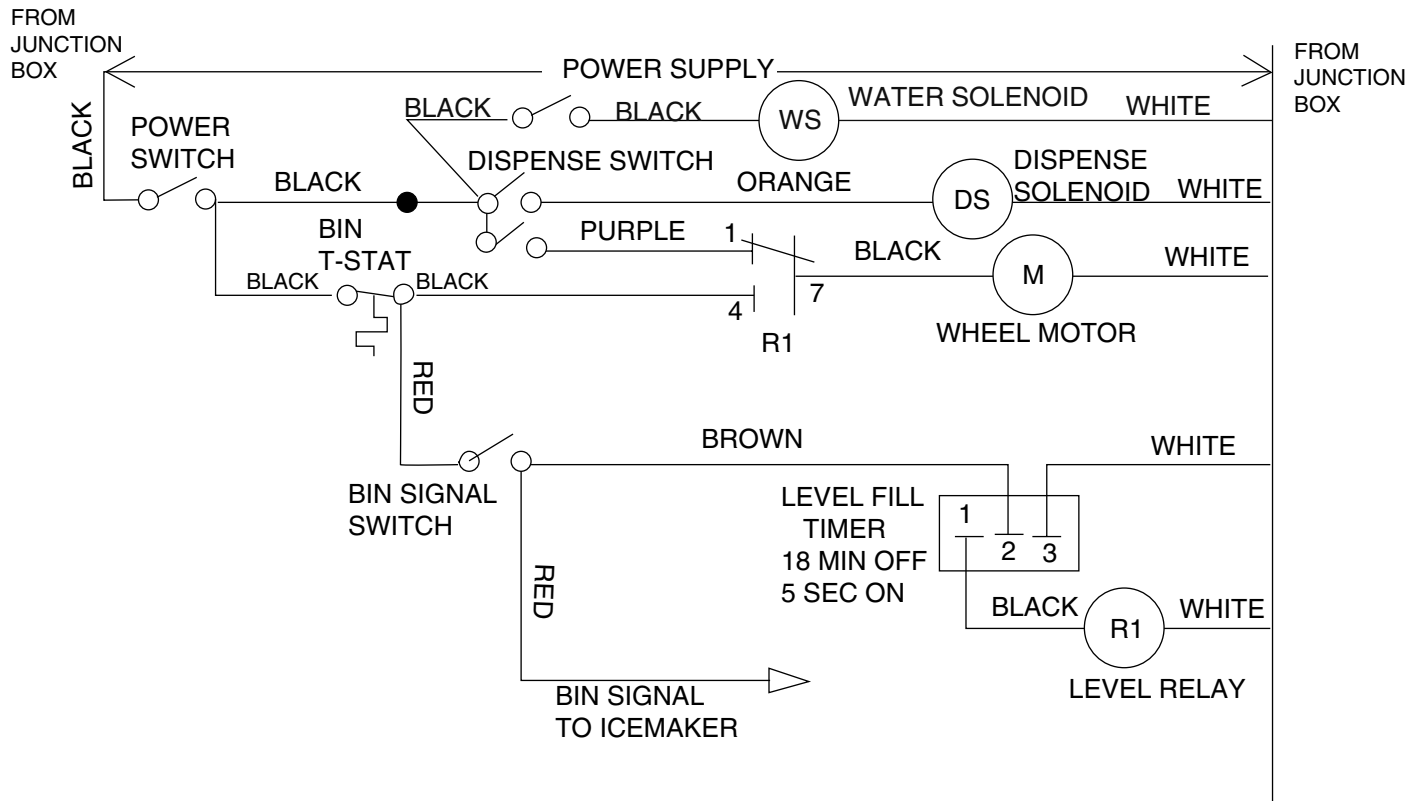 FROM
JUNCTION
BOX
POWER SUPPLY
FROM
JUNCTION
BOX
BLACK
POWER
SWITCH
BLACK
BLACK
WS
WATER SOLENOID
WHITE
BLACK
DISPENSE SWITCH
ORANGE
DS
DISPENSE
SOLENOID
WHITE
BIN
T-STAT
PURPLE
1
BLACK
M
WHITE
BLACK
BLACK
4
7
R1
WHEEL MOTOR
RED
BROWN
WHITE
BIN SIGNAL
SWITCH
LEVEL FILL
TIMER
18 MIN OFF
5 SEC ON
1
2
3
RED
BLACK
R1
WHITE
LEVEL RELAY
BIN SIGNAL
TO ICEMAKER